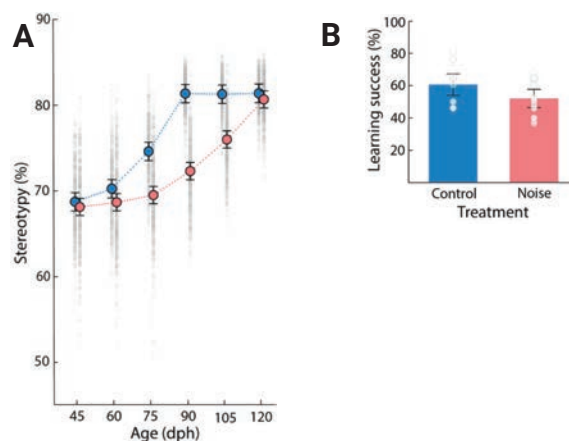 A
90
80
70
60
50
Stereotypy (%)
45 60 75 90 105 120
Age (dph)
B
100
80
60
40
20
Learning success (%)
Control Noise
Treatment